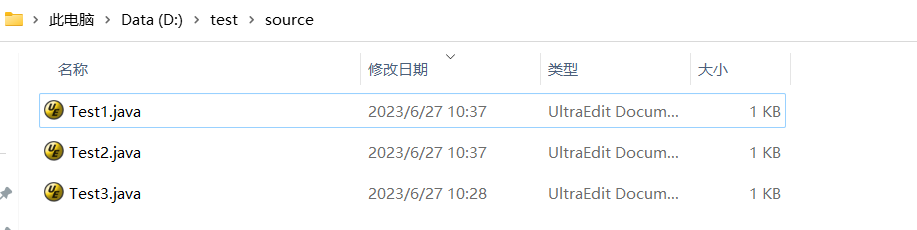 此电脑 > Data (D:) > test > source
名称 修改日期 类型 大小
Test1.java 2023/6/27 10:37 UltraEdit Docum... 1 KB
Test2.java 2023/6/27 10:37 UltraEdit Docum... 1 KB
Test3.java 2023/6/27 10:28 UltraEdit Docum... 1 KB